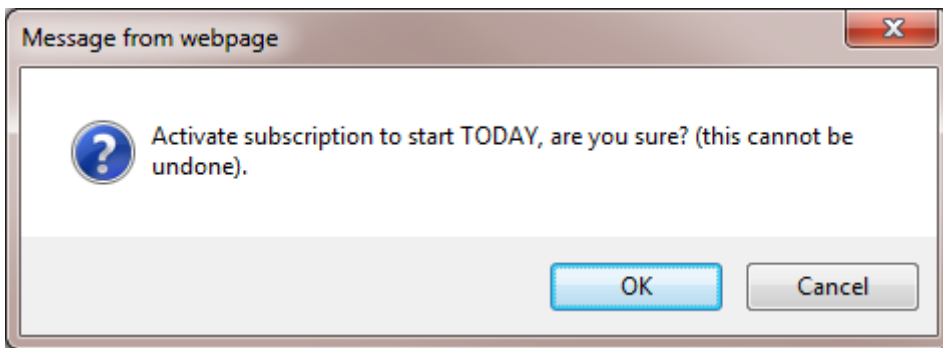 Message from webpage
Activate subscription to start TODAY, are you sure? (this cannot be
undone).
OK
Cancel